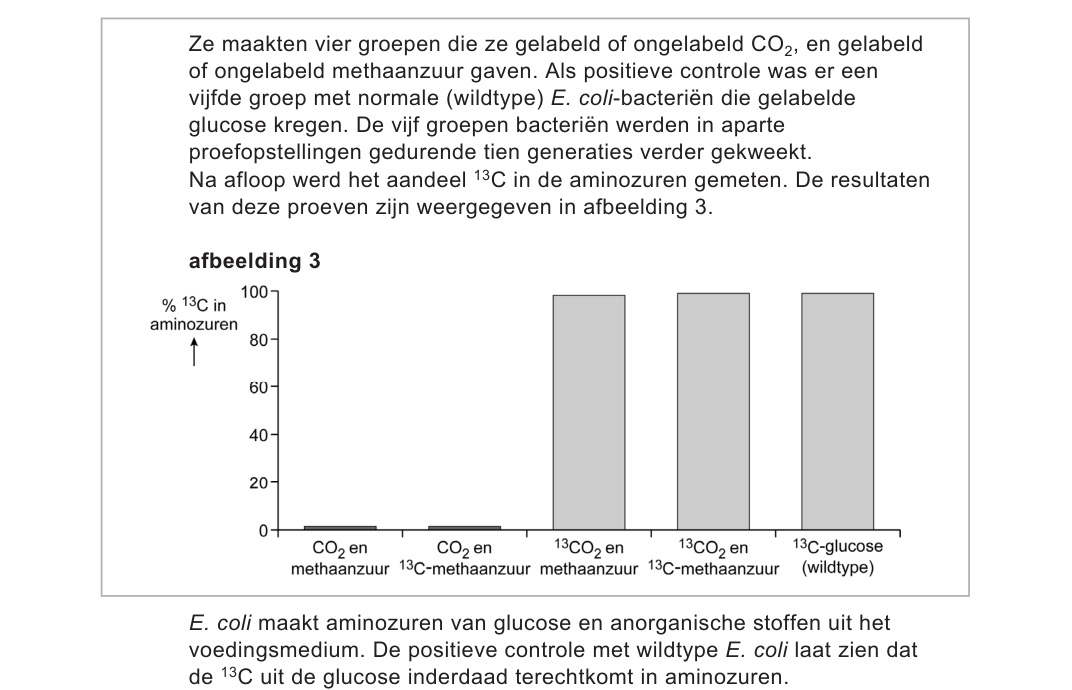 Ze maakten vier groepen die ze gelabeld of ongelabeld CO₂, en gelabeld
of ongelabeld methaanzuur gaven. Als positieve controle was er een
vijfde groep met normale (wildtype) E. coli-bacteriën die gelabelde
glucose kregen. De vijf groepen bacteriën werden in aparte
proefopstellingen gedurende tien generaties verder gekweekt.
Na afloop werd het aandeel ¹³C in de aminozuren gemeten. De resultaten
van deze proeven zijn weergegeven in afbeelding 3.
afbeelding 3
% ¹³C in
aminozuren
100
80
60
40
20
0
CO₂ en
methaanzuur
CO₂ en
¹³C-methaanzuur
¹³CO₂ en
methaanzuur
¹³CO₂ en
¹³C-methaanzuur
¹³C-glucose
(wildtype)
E. coli maakt aminozuren van glucose en anorganische stoffen uit het
voedingsmedium. De positieve controle met wildtype E. coli laat zien dat
de ¹³C uit de glucose inderdaad terechtkomt in aminozuren.